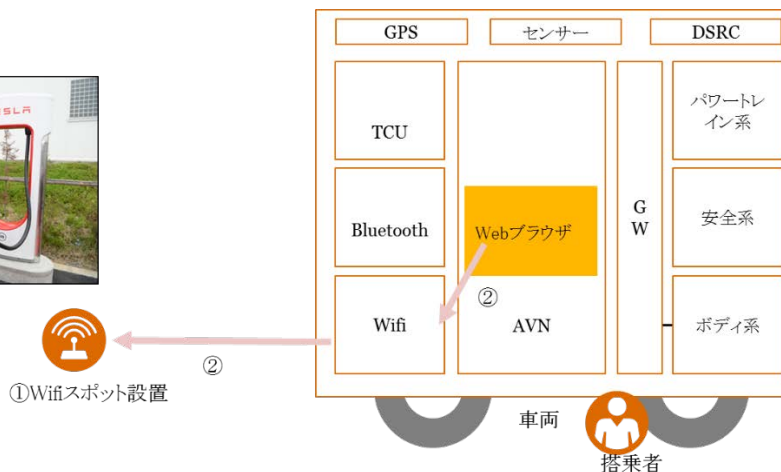 GPS
センサー
DSRC
SLA
TCU
パワートレ
イン系
Bluetooth
Webブラウザ
G
W
安全系
②
Wifi
AVN
ボディ系
②
①Wifiスポット設置
車両
搭乗者